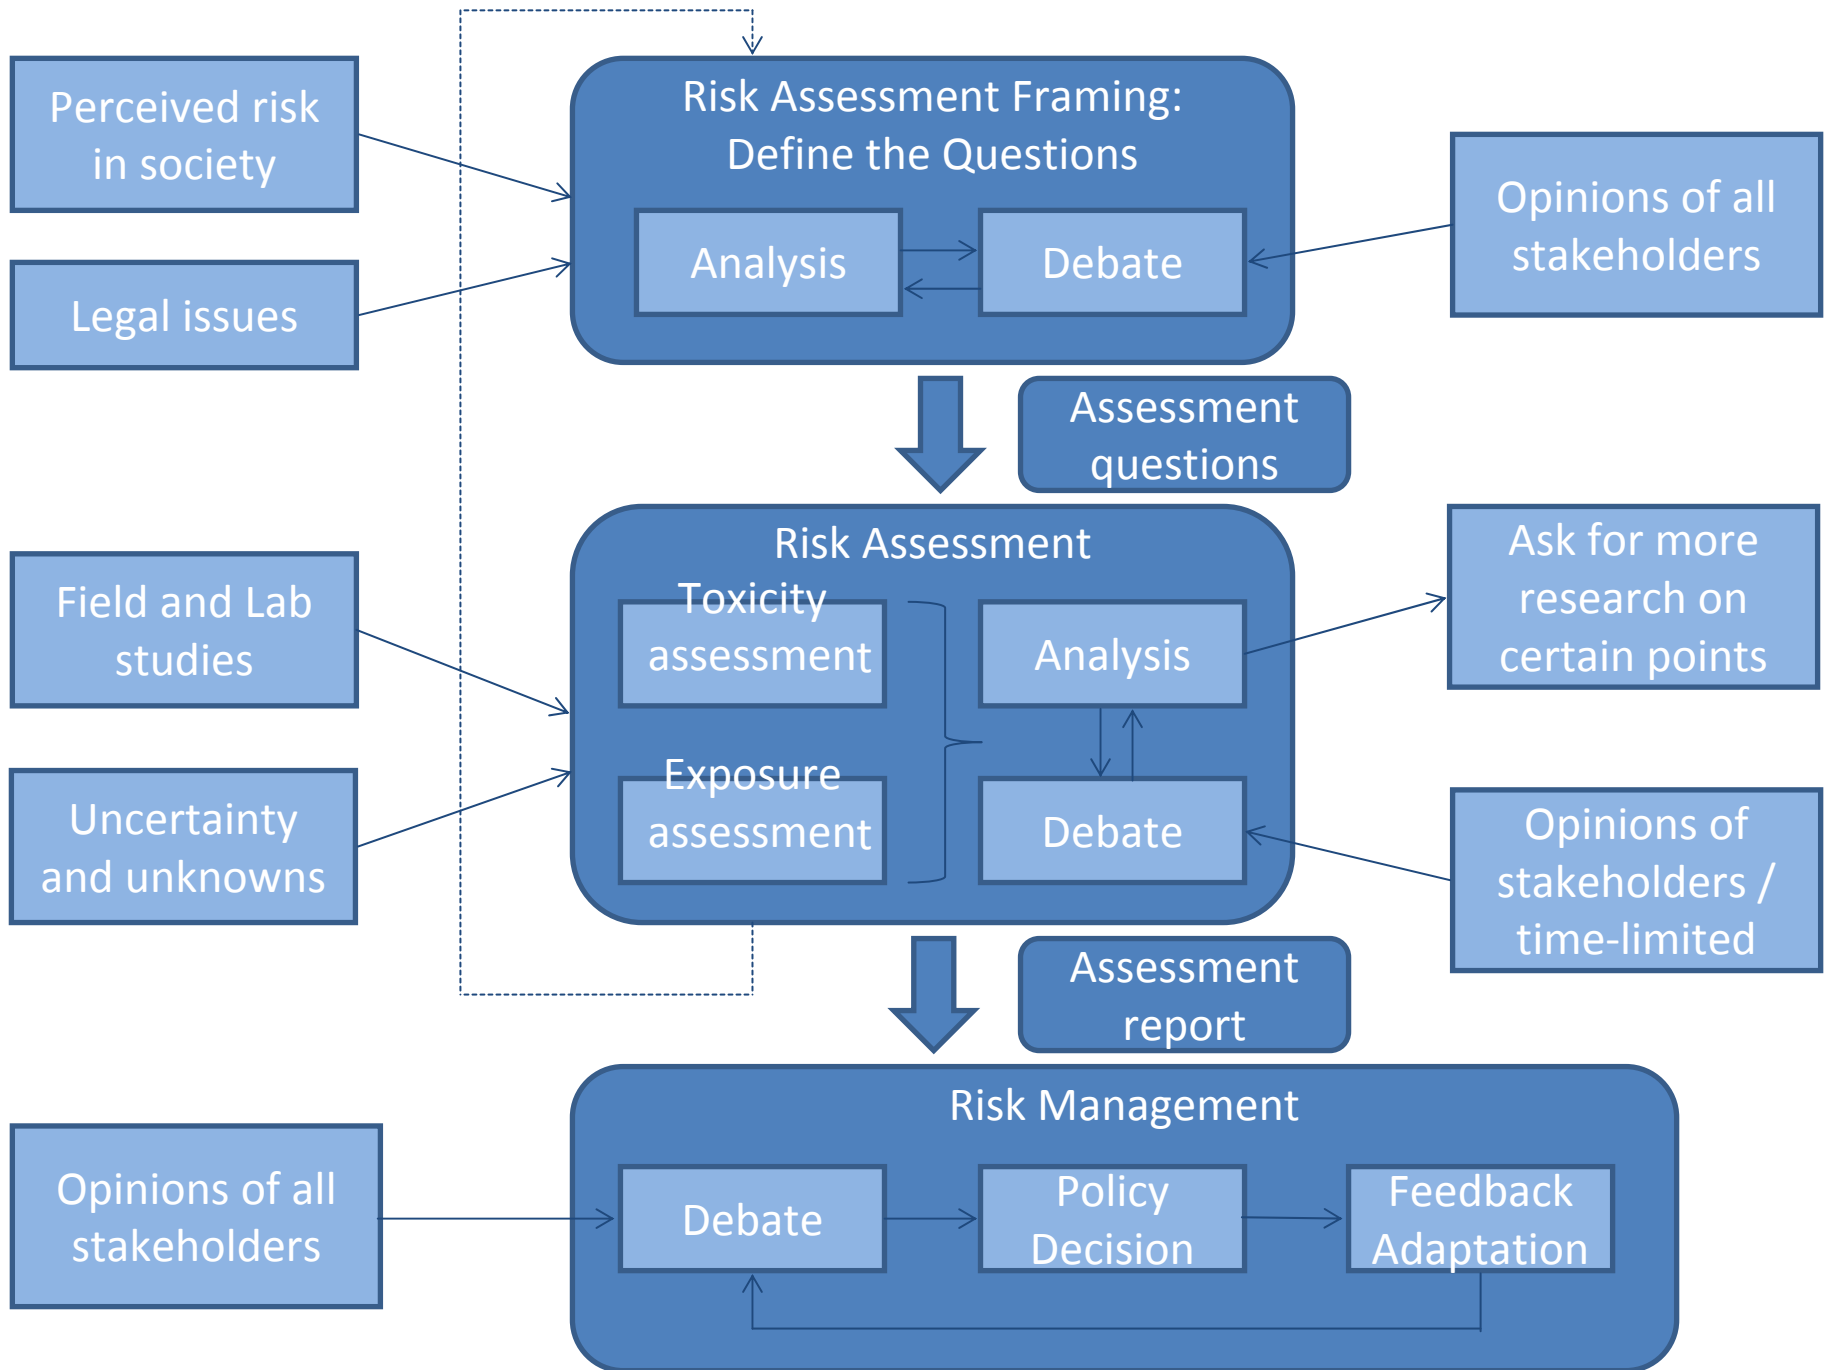 Risk Assessment Framing:
Define the Questions
Perceived risk
in society
Legal issues
Analysis
Debate
Opinions of all
stakeholders
Assessment
questions
Risk Assessment
Field and Lab
studies
Uncertainty
and unknowns
Toxicity
assessment
Exposure
assessment
Analysis
Debate
Ask for more
research on
certain points
Opinions of
stakeholders /
time-limited
Assessment
report
Risk Management
Opinions of all
stakeholders
Debate
Policy
Decision
Feedback
Adaptation